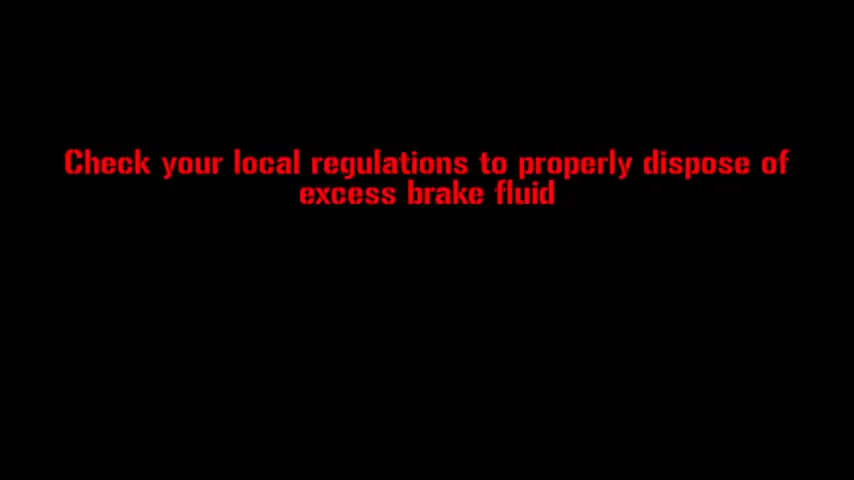 Check your local regulations to properly dispose of
excess brake fluid